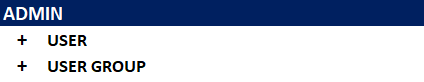 ADMIN
+ USER
+ USER GROUP